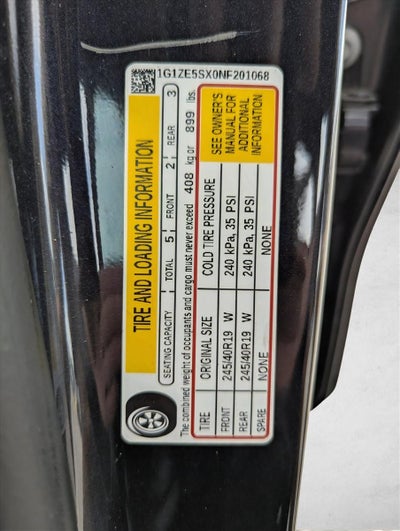 1G1ZE5SX0NF201068
TIRE AND LOADING INFORMATION
SEATING CAPACITY | TOTAL 5 | FRONT 2 | REAR 3
The combined weight of occupants and cargo must never exceed 408 kg or 899 lbs.
TIRE ORIGINAL SIZE COLD TIRE PRESSURE
FRONT 245/40R19 W 240 kPa, 35 PSI
REAR 245/40R19 W 240 kPa, 35 PSI
SPARE NONE NONE
SEE OWNER'S
MANUAL FOR
ADDITIONAL
INFORMATION